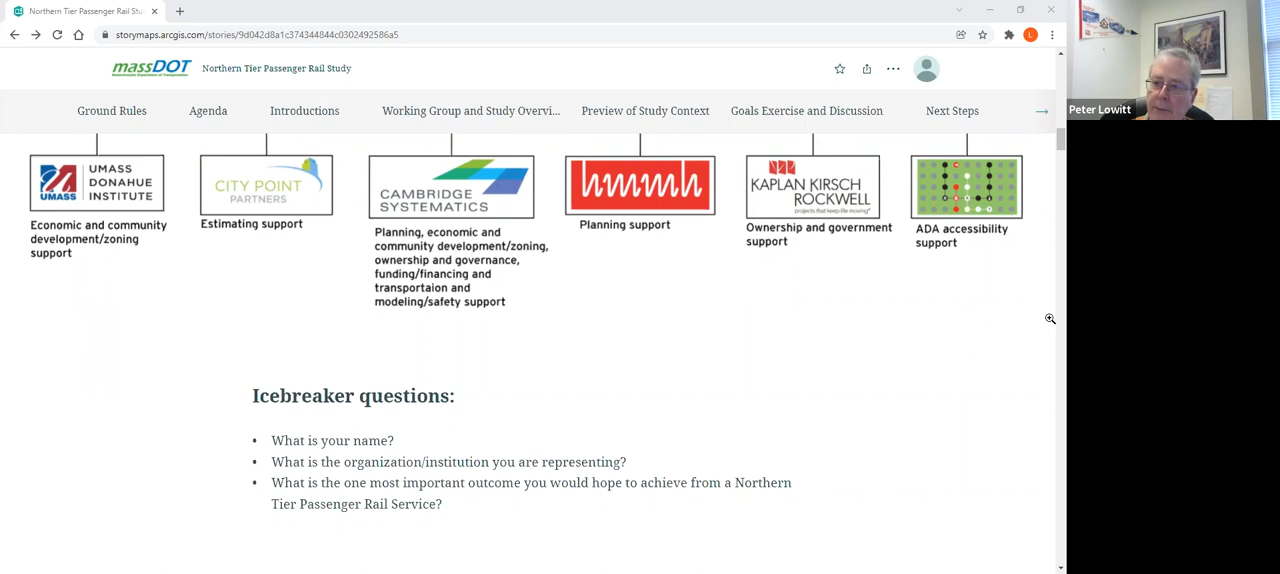 Northern Tier Passenger Rail Stud
storymaps.arcgis.com/stories/9d042d8a1c374344844c0302492586a5
L
massDOT
Northern Tier Passenger Rail Study
Ground Rules
Agenda
Introductions
Working Group and Study Overvi...
Preview of Study Context
Goals Exercise and Discussion
Next Steps
UMASS
UMASS
DONAHUE
INSTITUTE
Economic and community
development/zoning
support
CITY POINT
PARTNERS
Estimating support
CAMBRIDGE
SYSTEMATICS
Planning, economic and
community development/zoning,
ownership and governance,
funding/financing and
transportaion and
modeling/safety support
hmmh
Planning support
KAPLAN KIRSCH
ROCKWELL
projects that keep life moving
Ownership and government
support
ADA accessibility
support
Icebreaker questions:
• What is your name?
• What is the organization/institution you are representing?
• What is the one most important outcome you would hope to achieve from a Northern
Tier Passenger Rail Service?
Peter Lowitt